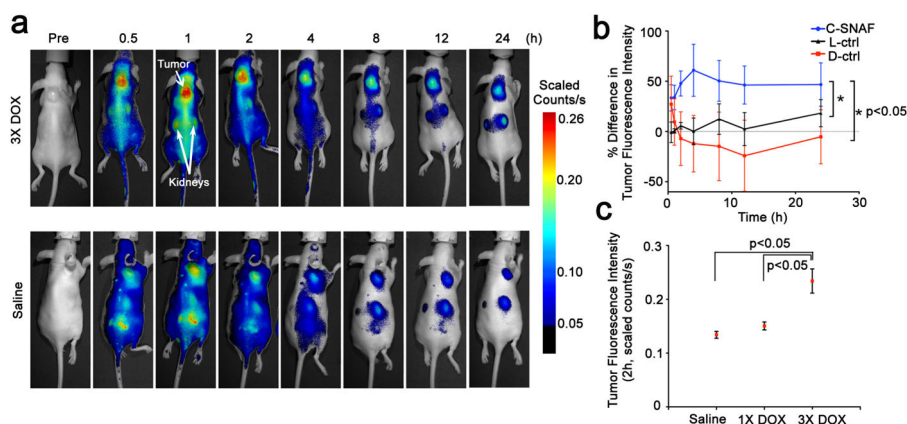 a
Pre 0.5 1 2 4 8 12 24 (h)
3X DOX
Tumor
Kidneys
Saline
Scaled
Counts/s
0.26
0.20
0.10
0.05
b
% Difference in
Tumor Fluorescence Intensity
100
50
0
-50
C-SNAF
L-ctrl
D-ctrl
*
* p<0.05
0 10 20 30
Time (h)
c
Tumor Fluorescence Intensity
(2h, scaled counts/s)
0.3
0.2
0.1
0
p<0.05
p<0.05
Saline 1X DOX 3X DOX